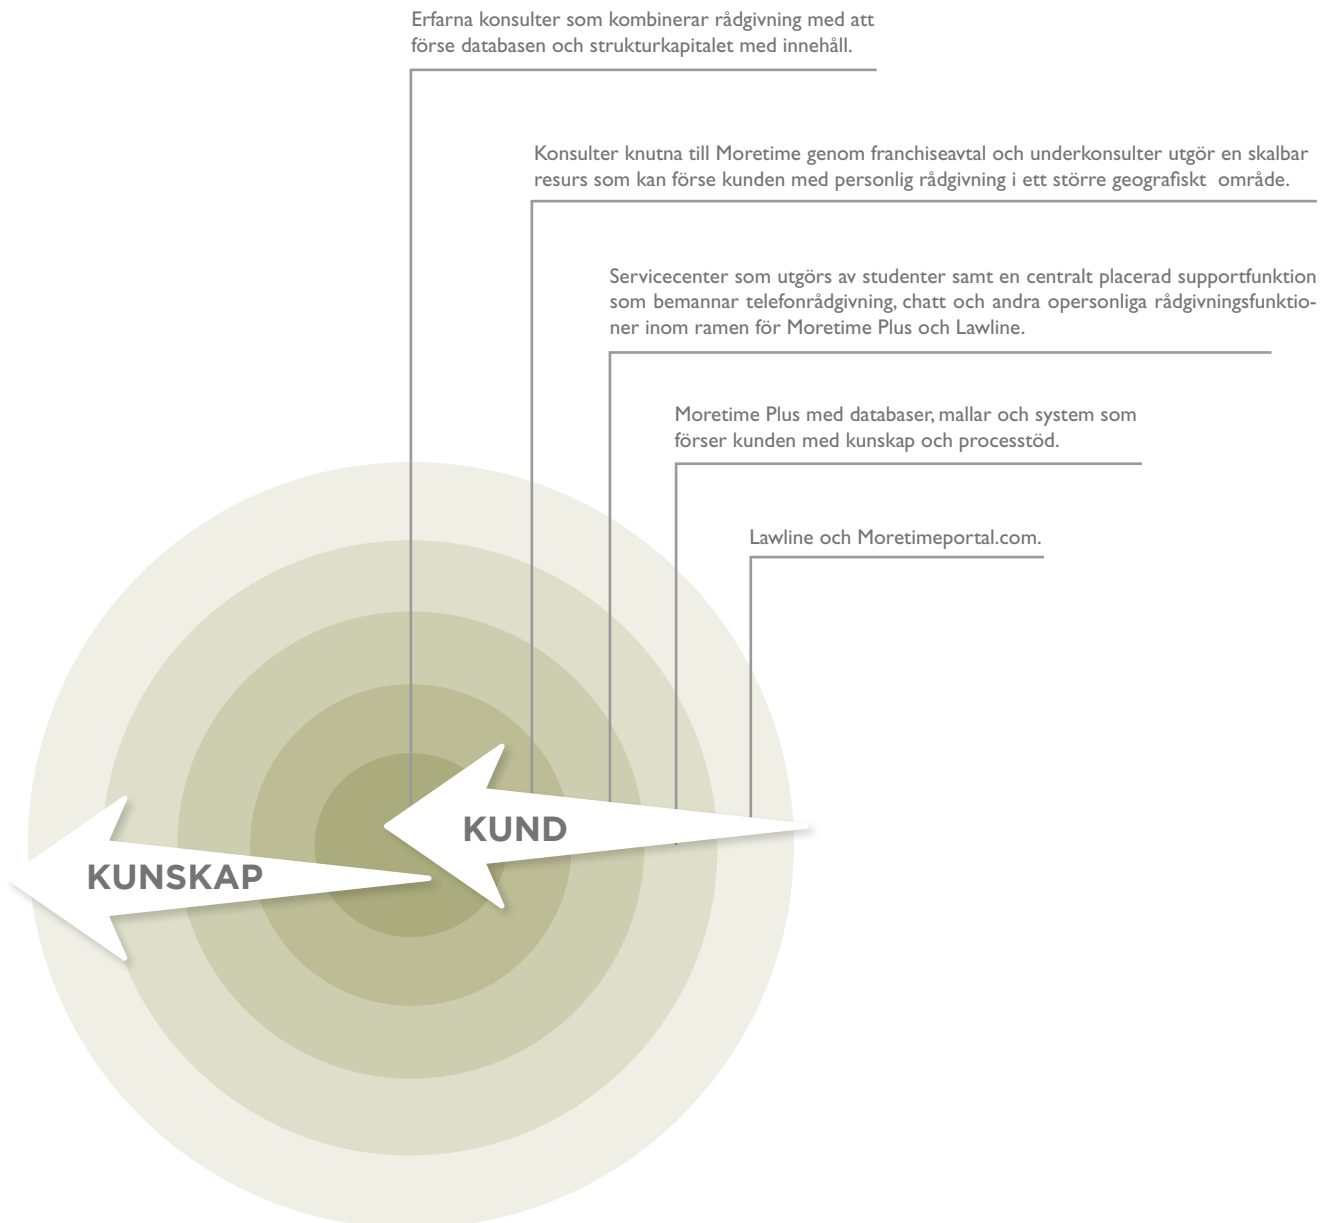 Erfarna konsulter som kombinerar rådgivning med att
förse databasen och strukturkapitalet med innehåll.
Konsulter knutna till Moretime genom franchiseavtal och underkonsulter utgör en skalbar
resurs som kan förse kunden med personlig rådgivning i ett större geografiskt område.
Servicecenter som utgörs av studenter samt en centralt placerad supportfunktion
som bemannar telefonrådgivning, chatt och andra opersonliga rådgivningsfunktio-
ner inom ramen för Moretime Plus och Lawline.
Moretime Plus med databaser, mallar och system som
förser kunden med kunskap och processtöd.
Lawline och Moretimeportal.com.
KUND
KUNSKAP